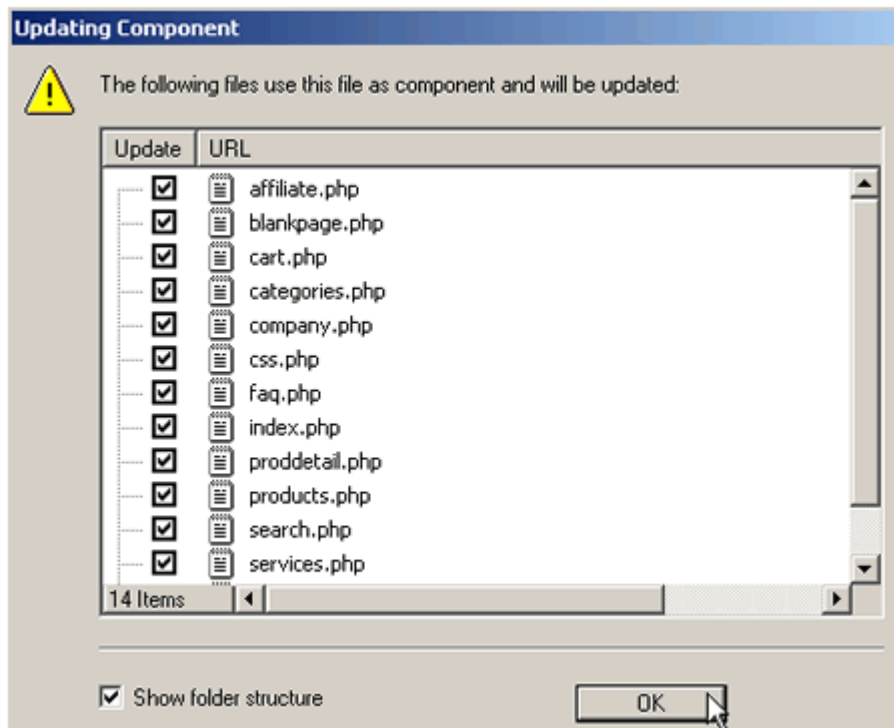 Updating Component
The following files use this file as component and will be updated:
Update URL
affiliate.php
blankpage.php
cart.php
categories.php
company.php
css.php
faq.php
index.php
proddetail.php
products.php
search.php
services.php
14 Items
Show folder structure
OK